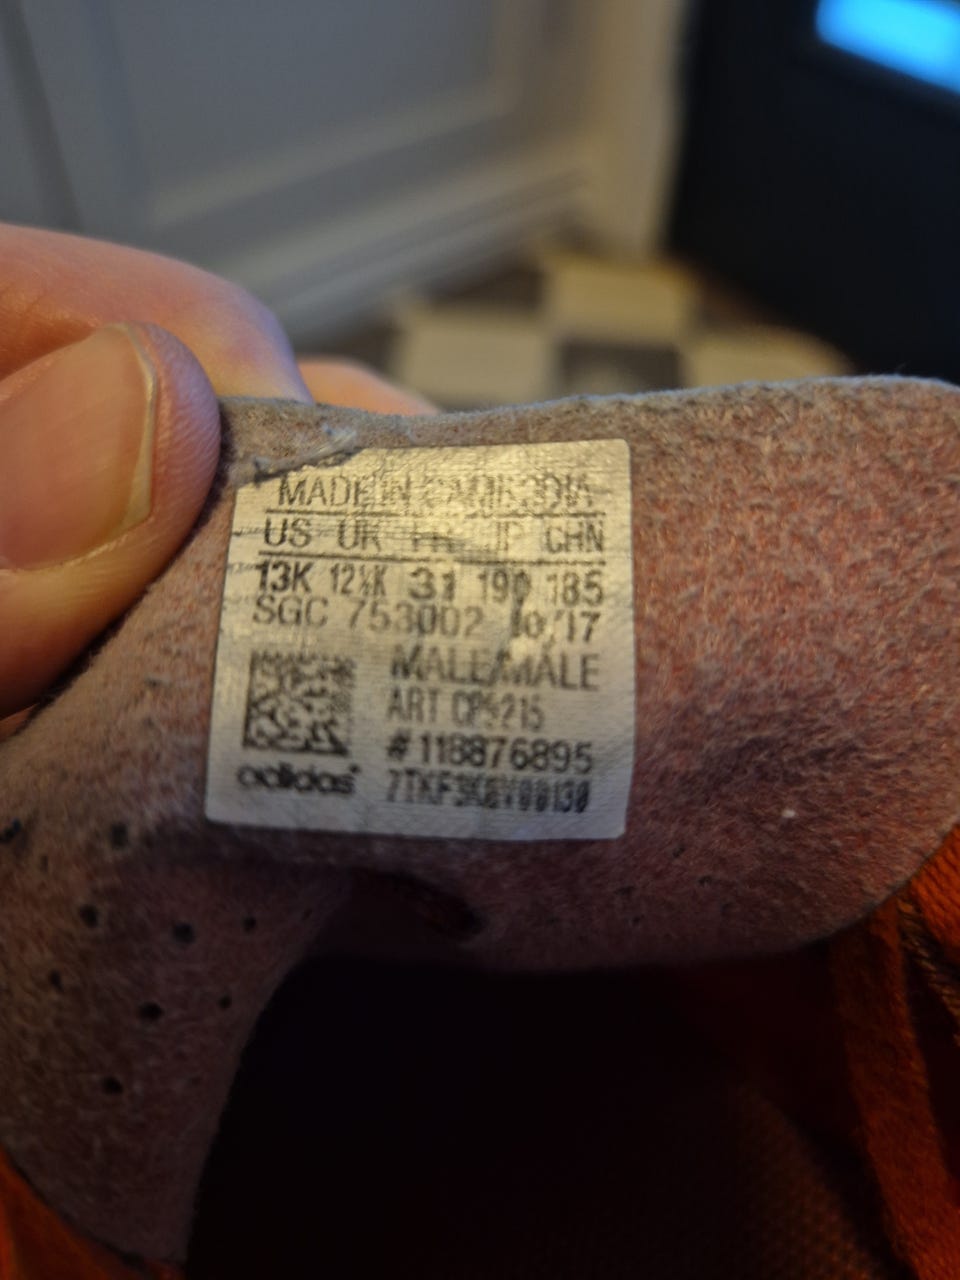 MADE IN CAMBODIA
US UK FR JP CHN
13K 12½K 31 190 185
SGC 753002 10/17
MALE/MALE
ART CP9215
#118876895
adidas